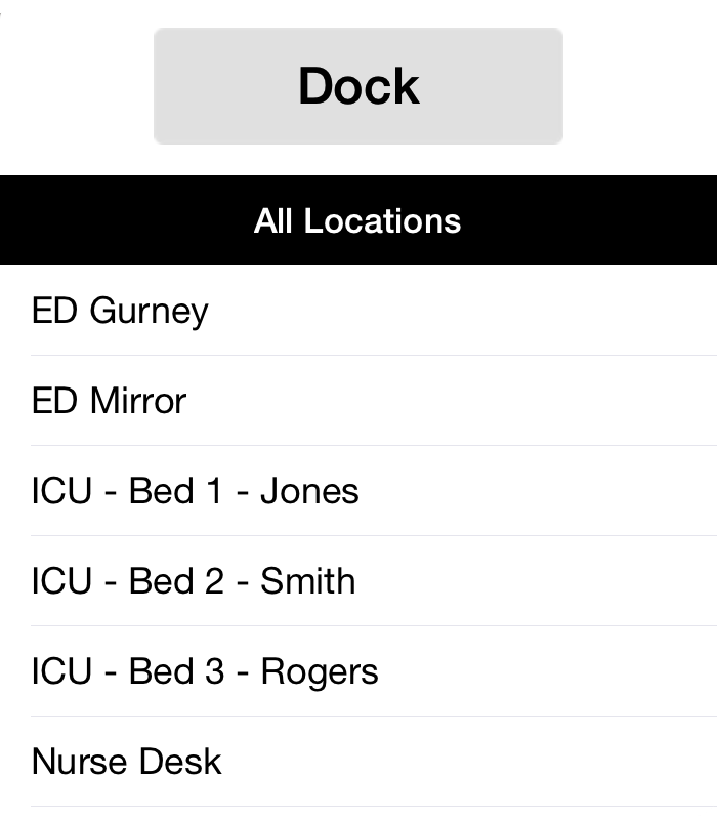 Dock
All Locations
ED Gurney
ED Mirror
ICU - Bed 1 - Jones
ICU - Bed 2 - Smith
ICU - Bed 3 - Rogers
Nurse Desk